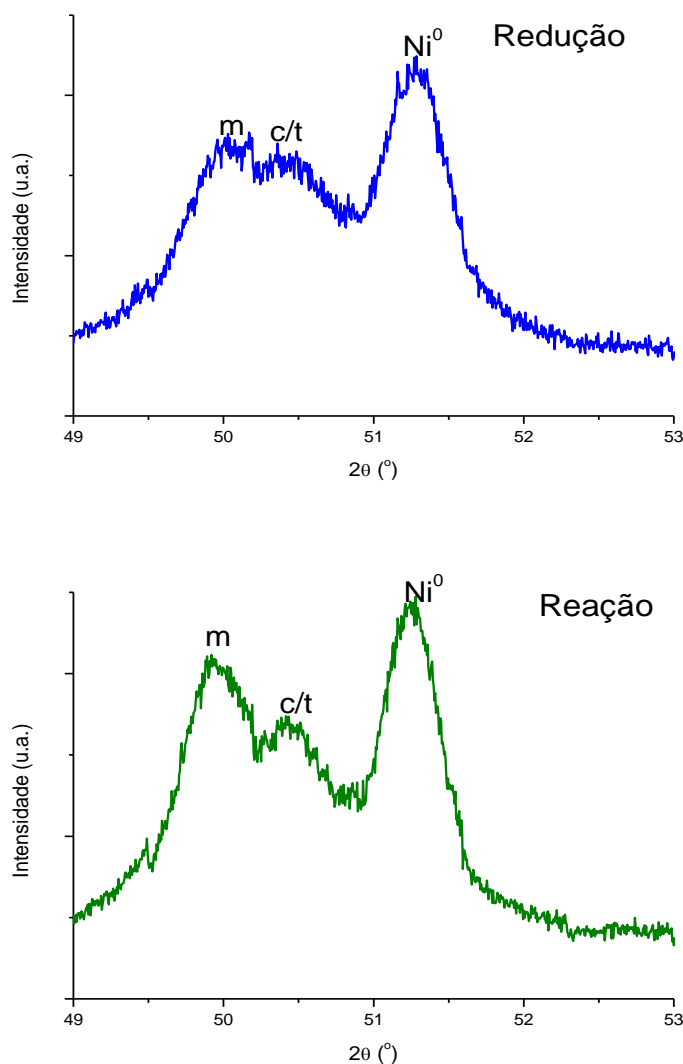 Redução
Ni⁰
m
c/t
Intensidade (u.a.)
49 50 51 52 53
2θ (°)
Reação
Ni⁰
m
c/t
Intensidade (u.a.)
49 50 51 52 53
2θ (°)